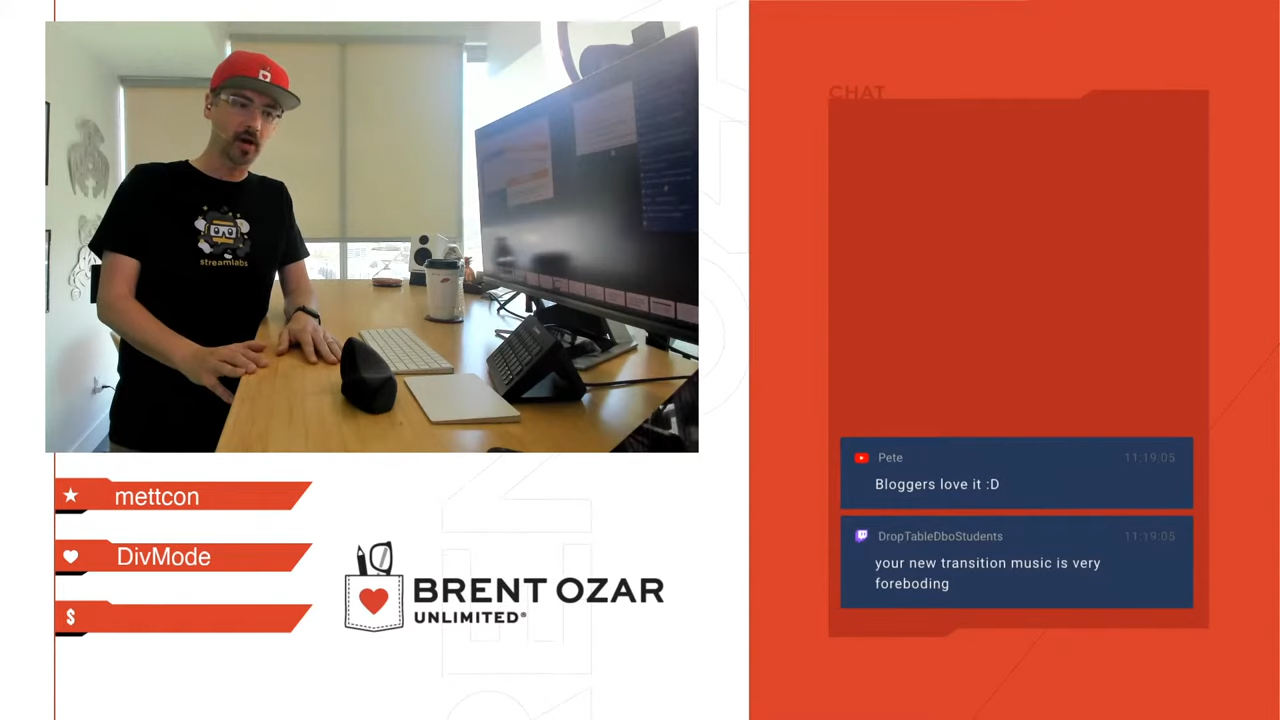 streamlabs
mettcon
DivMode
$
BRENT OZAR
UNLIMITED®
CHAT
Pete 11:19:05
Bloggers love it :D
DropTableDboStudents 11:19:05
your new transition music is very
foreboding